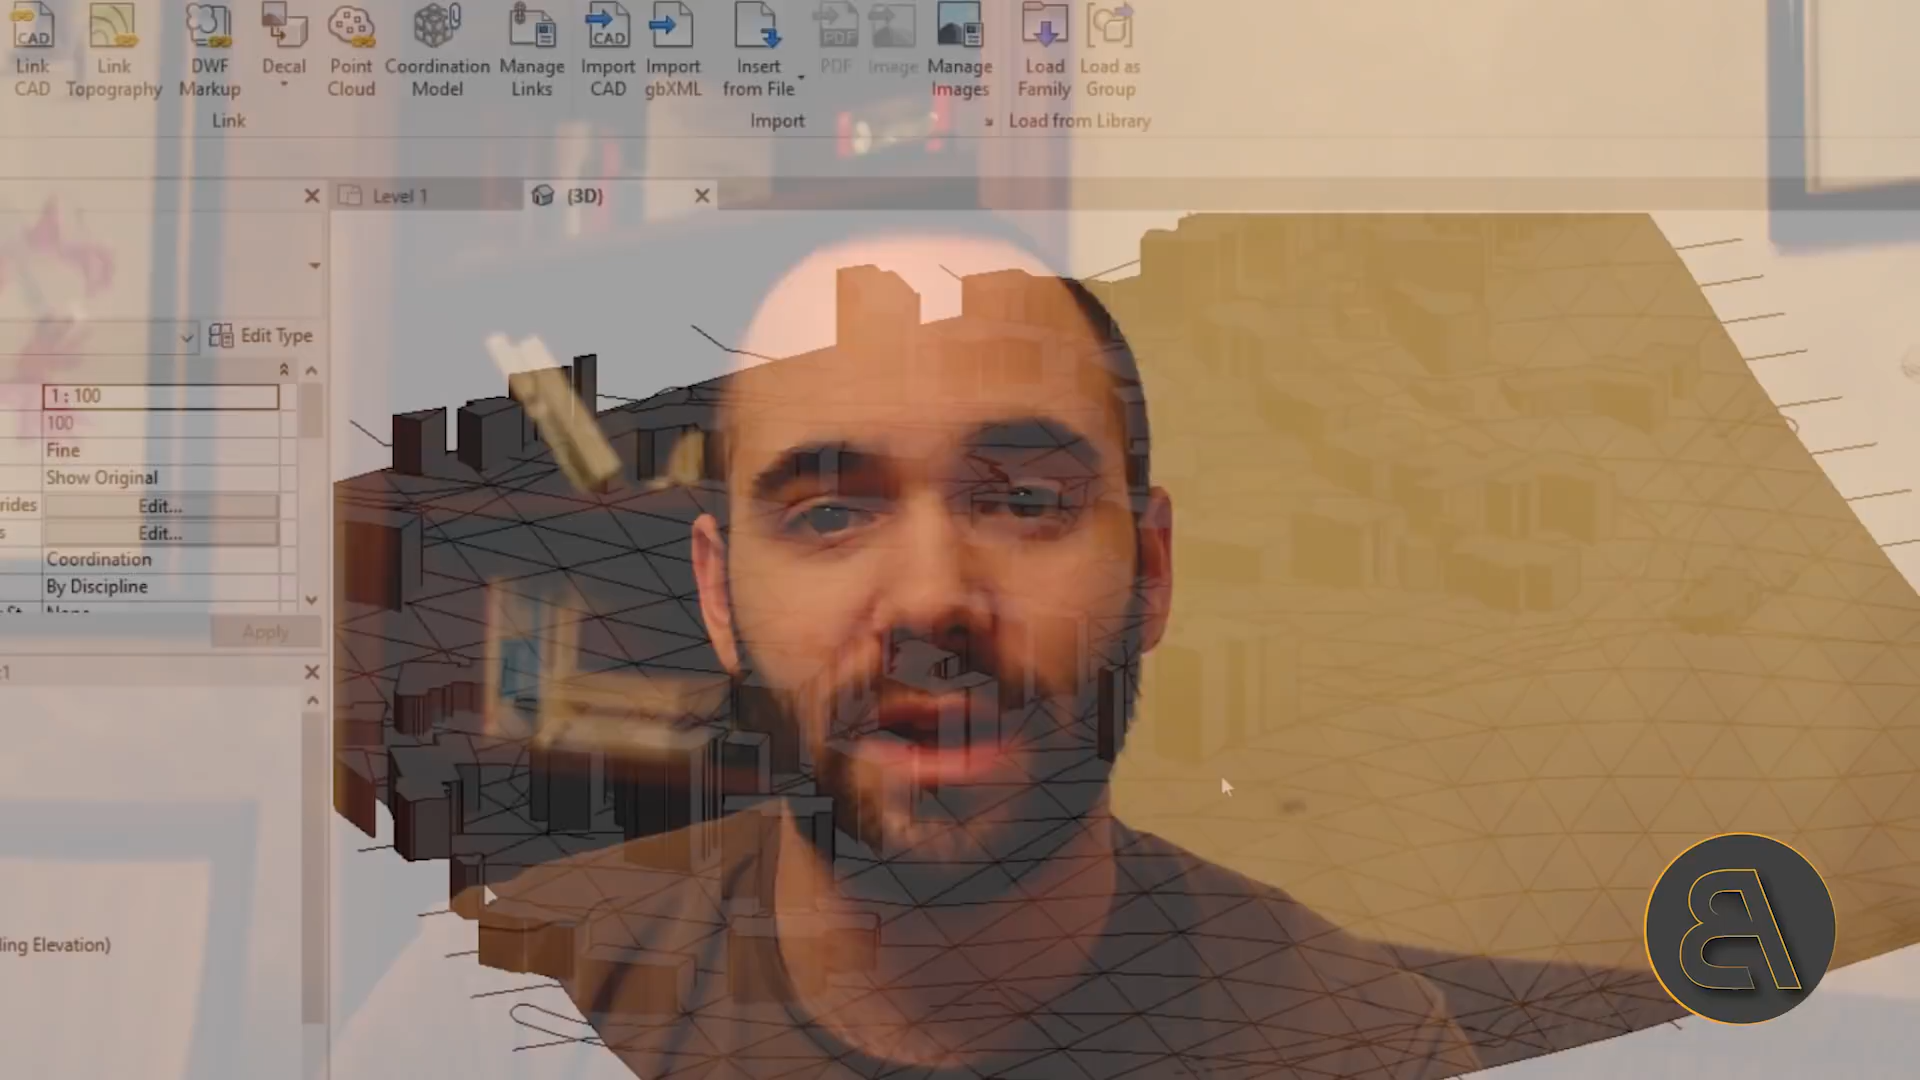 CAD
CAD
PDF
Link
CAD
Link
Topography
DWF
Markup
Decal
Point
Cloud
Coordination
Model
Manage
Links
Import
CAD
Import
gbXML
Insert
from File
PDF
Image
Manage
Images
Load
Family
Load as
Group
Link
Import
Load from Library
Level 1
(3D)
Edit Type
1 : 100
100
Fine
Show Original
rides
Edit...
s
Edit...
Coordination
By Discipline
None
Apply
:1
ling Elevation)